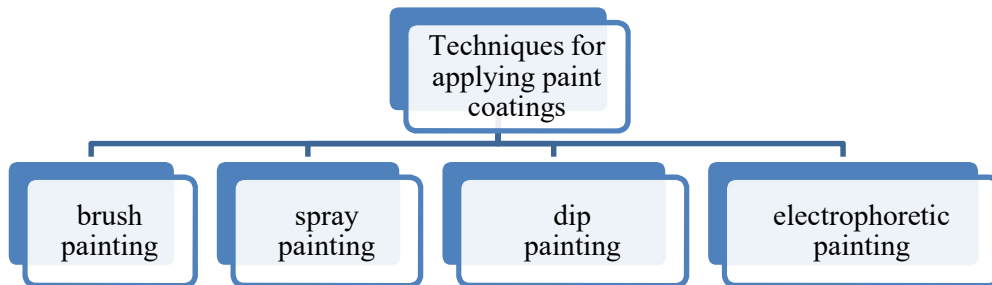 Techniques for
applying paint
coatings
brush
painting
spray
painting
dip
painting
electrophoretic
painting